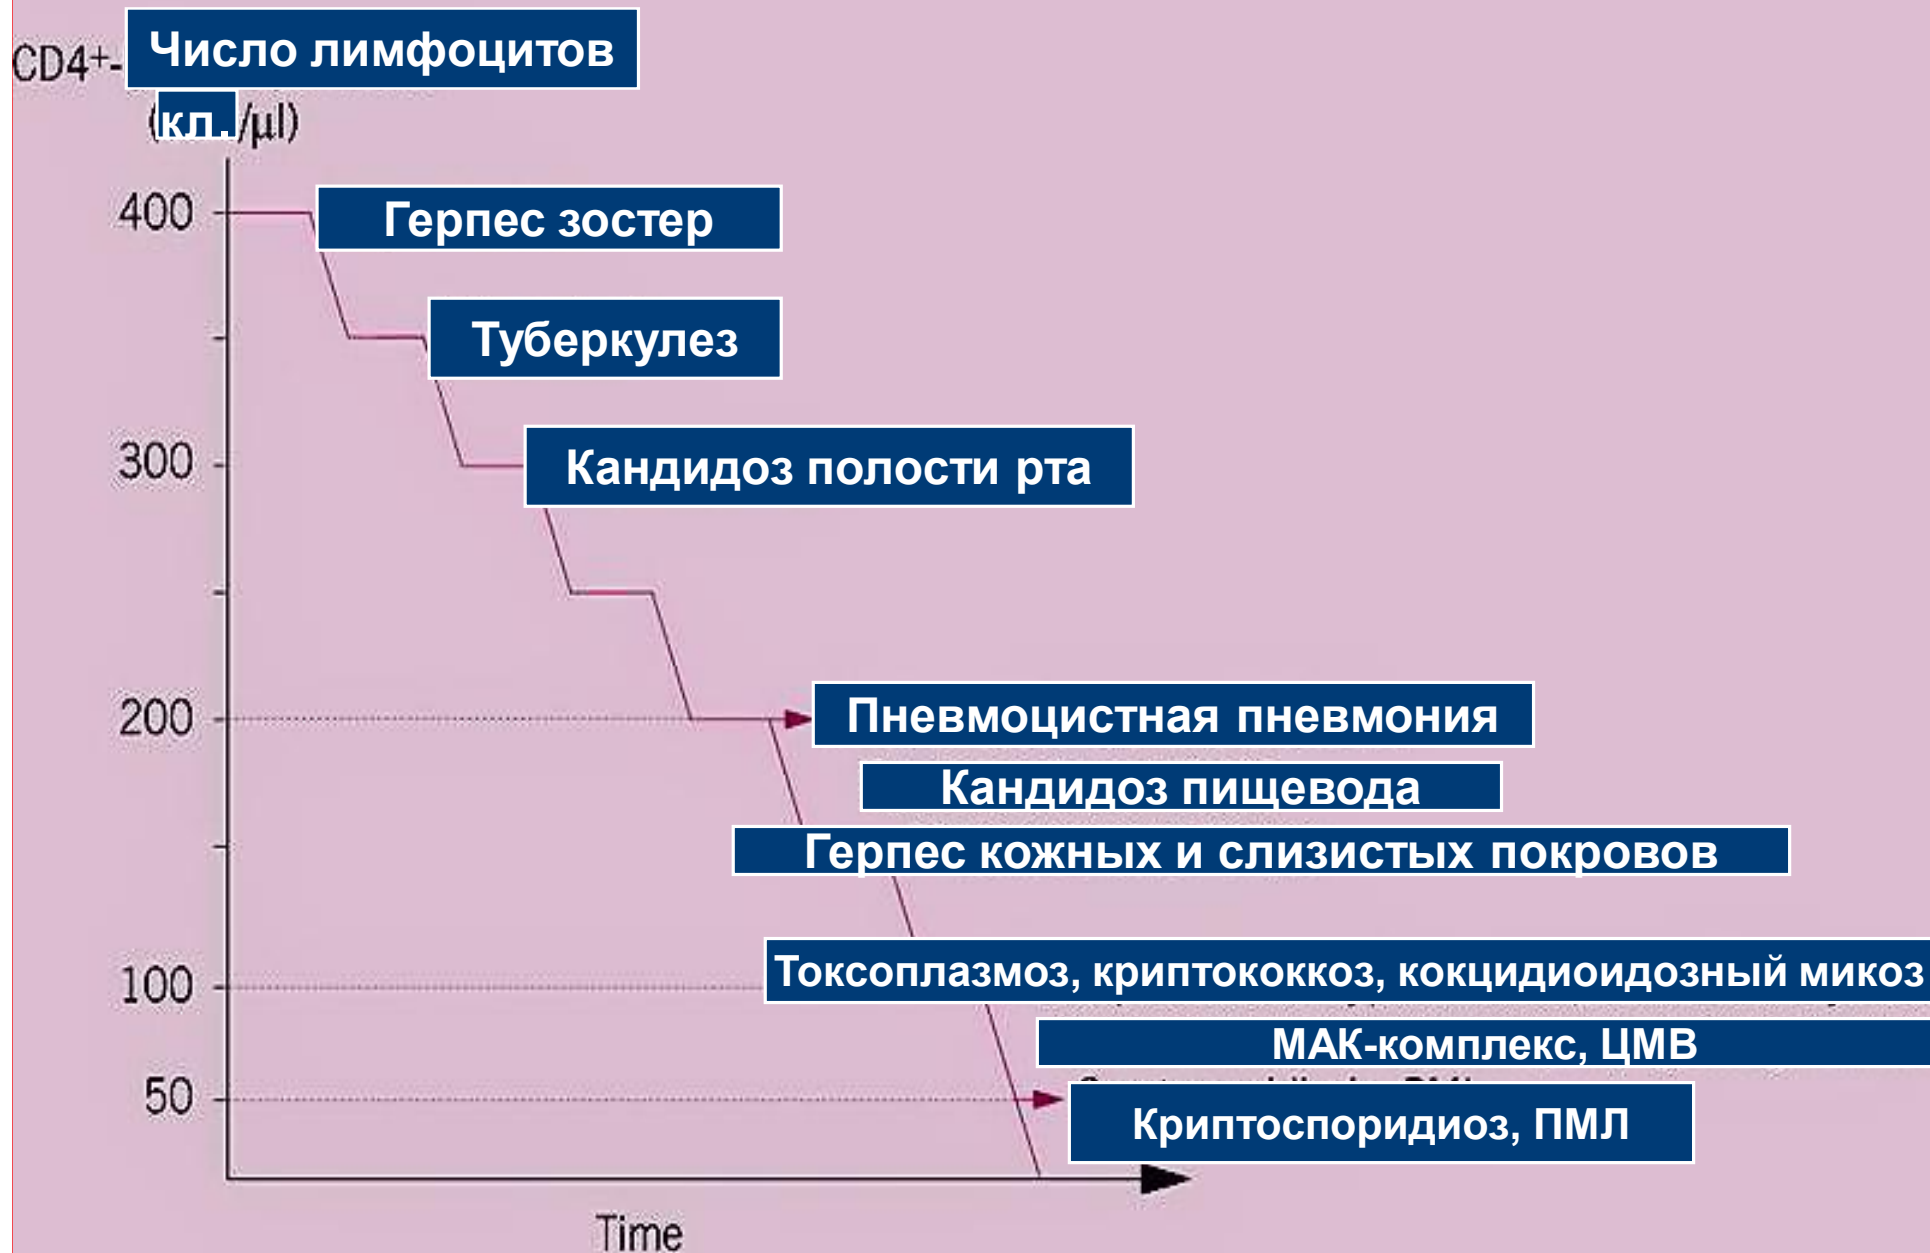 CD4+- Число лимфоцитов
(кл./µl)
400
Герпес зостер
Туберкулез
300
Кандидоз полости рта
200
Пневмоцистная пневмония
Кандидоз пищевода
Герпес кожных и слизистых покровов
100
Токсоплазмоз, криптококкоз, кокцидиоидозный микоз
МАК-комплекс, ЦМВ
50
Криптоспоридиоз, ПМЛ
Time